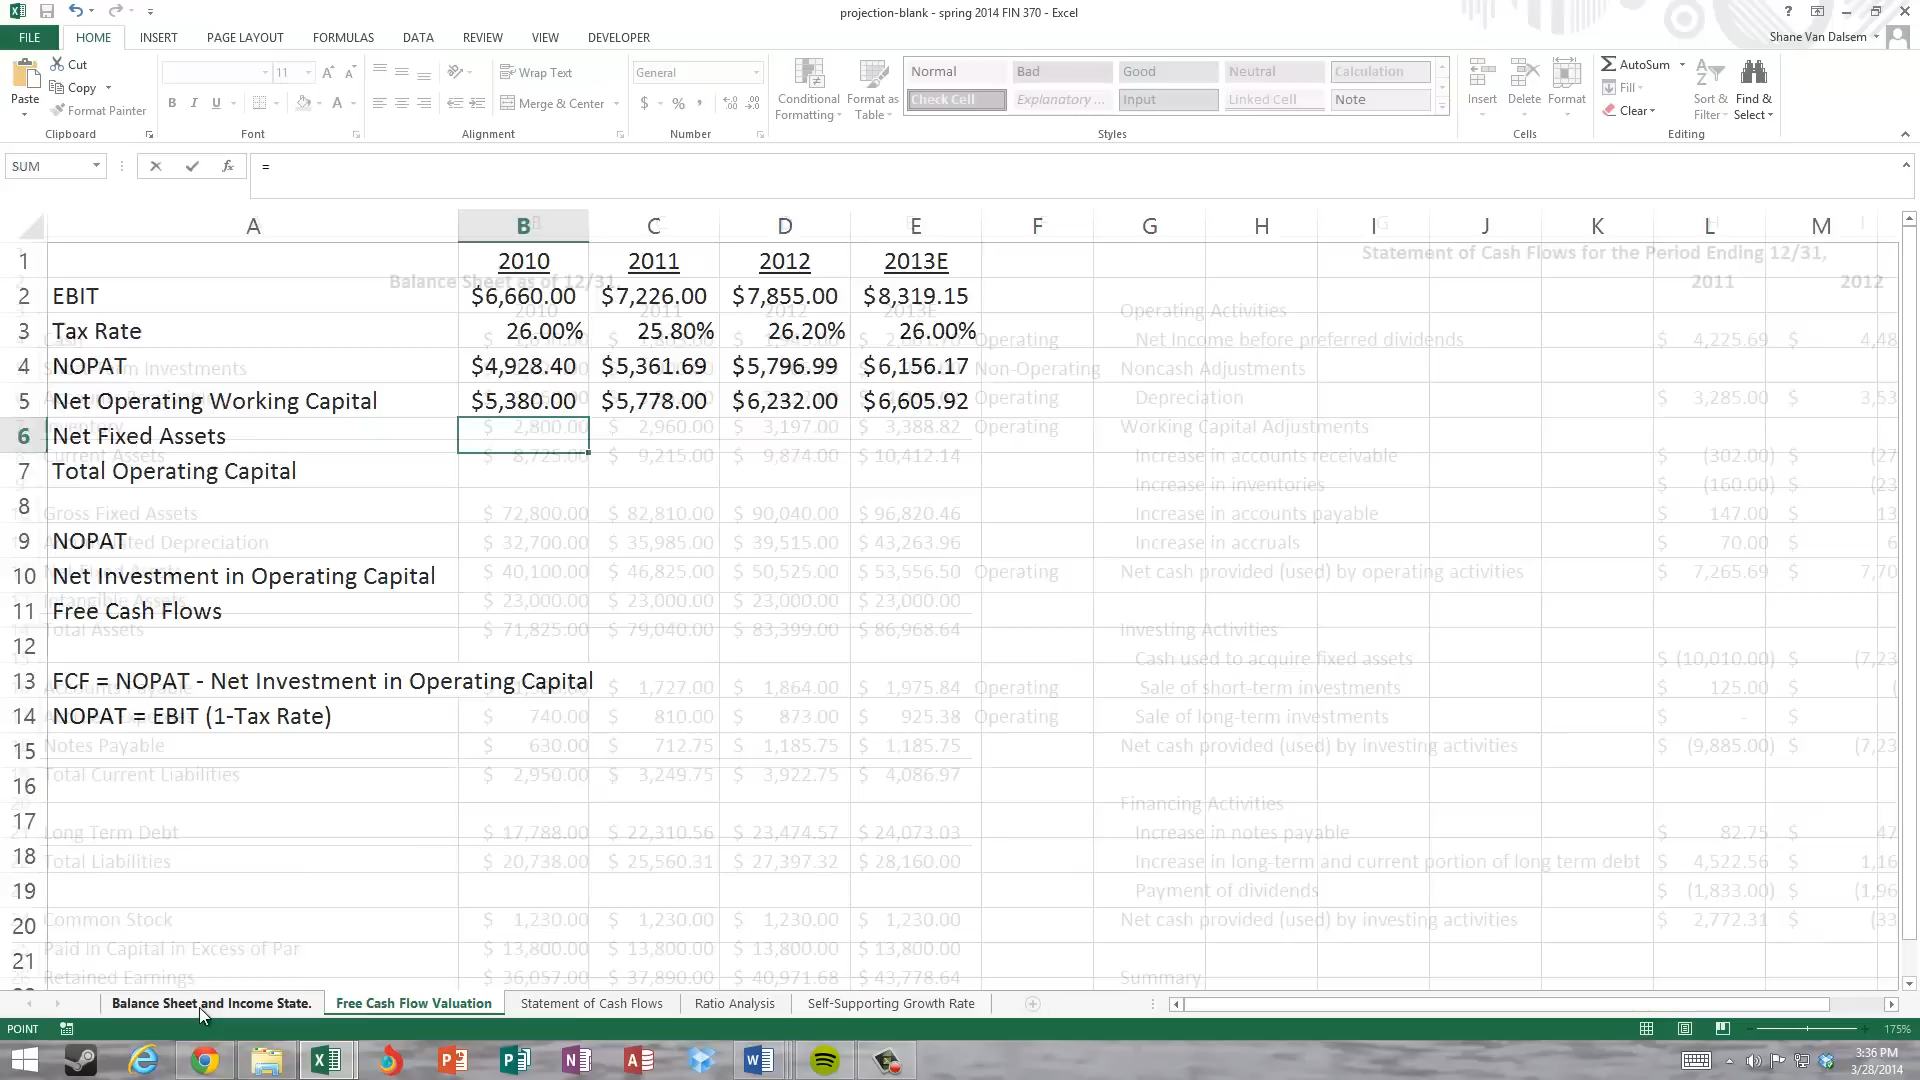 projection-blank - spring 2014 FIN 370 - Excel
FILE HOME INSERT PAGE LAYOUT FORMULAS DATA REVIEW VIEW DEVELOPER Shane Van Dalsem
Cut
Copy
Format Painter
Paste
Clipboard
11
B I U A
Font
Wrap Text
Merge & Center
Alignment
General
$ % ,
Number
Conditional Formatting
Format as Table
Normal Bad Good Neutral Calculation
Check Cell Explanatory ... Input Linked Cell Note
Styles
Insert Delete Format
Cells
AutoSum
Fill
Clear
Sort & Filter
Find & Select
Editing
SUM fx =
A B C D E F G H I J K L M
1 2010 2011 2012 2013E
2 EBIT $6,660.00 $7,226.00 $7,855.00 $8,319.15
3 Tax Rate 26.00% 25.80% 26.20% 26.00%
4 NOPAT $4,928.40 $5,361.69 $5,796.99 $6,156.17
5 Net Operating Working Capital $5,380.00 $5,778.00 $6,232.00 $6,605.92
6 Net Fixed Assets
7 Total Operating Capital
8
9 NOPAT
10 Net Investment in Operating Capital
11 Free Cash Flows
12
13 FCF = NOPAT - Net Investment in Operating Capital
14 NOPAT = EBIT (1-Tax Rate)
15
16
17
18
19
20
21
Balance Sheet as of 12/31,
2010 2011 2012 2013E
Operating
Non-Operating
Operating
$ 2,800.00 $ 2,960.00 $ 3,197.00 $ 3,388.82 Operating
Current Assets $ 8,725.00 $ 9,215.00 $ 9,874.00 $ 10,412.14
Gross Fixed Assets $ 72,800.00 $ 82,810.00 $ 90,040.00 $ 96,820.46
Depreciation $ 32,700.00 $ 35,985.00 $ 39,515.00 $ 43,263.96
$ 40,100.00 $ 46,825.00 $ 50,525.00 $ 53,556.50 Operating
$ 23,000.00 $ 23,000.00 $ 23,000.00 $ 23,000.00
Total Assets $ 71,825.00 $ 79,040.00 $ 83,399.00 $ 86,968.64
$ 1,727.00 $ 1,864.00 $ 1,975.84 Operating
$ 740.00 $ 810.00 $ 873.00 $ 925.38 Operating
Notes Payable $ 630.00 $ 712.75 $ 1,185.75 $ 1,185.75
Total Current Liabilities $ 2,950.00 $ 3,249.75 $ 3,922.75 $ 4,086.97
Long Term Debt $ 17,788.00 $ 22,310.56 $ 23,474.57 $ 24,073.03
Total Liabilities $ 20,738.00 $ 25,560.31 $ 27,397.32 $ 28,160.00
Common Stock $ 1,230.00 $ 1,230.00 $ 1,230.00 $ 1,230.00
Paid In Capital in Excess of Par $ 13,800.00 $ 13,800.00 $ 13,800.00 $ 13,800.00
Retained Earnings $ 36,057.00 $ 37,890.00 $ 40,971.68 $ 43,778.64
Statement of Cash Flows for the Period Ending 12/31,
2011 2012
Operating Activities
Net Income before preferred dividends $ 4,225.69 $ 4,48
Noncash Adjustments
Depreciation $ 3,285.00 $ 3,53
Working Capital Adjustments
Increase in accounts receivable $ (302.00) $ (27
Increase in inventories $ (160.00) $ (23
Increase in accounts payable $ 147.00 $ 13
Increase in accruals $ 70.00 $ 6
Net cash provided (used) by operating activities $ 7,265.69 $ 7,70
Investing Activities
Cash used to acquire fixed assets $ (10,010.00) $ (7,23
Sale of short-term investments $ 125.00 $ (
Sale of long-term investments $ - $
Net cash provided (used) by investing activities $ (9,885.00) $ (7,23
Financing Activities
Increase in notes payable $ 82.75 $ 47
Increase in long-term and current portion of long term debt $ 4,522.56 $ 1,16
Payment of dividends $ (1,833.00) $ (1,96
Net cash provided (used) by investing activities $ 2,772.31 $ (33
Summary
Balance Sheet and Income State. Free Cash Flow Valuation Statement of Cash Flows Ratio Analysis Self-Supporting Growth Rate
POINT 175%
3:36 PM
3/28/2014